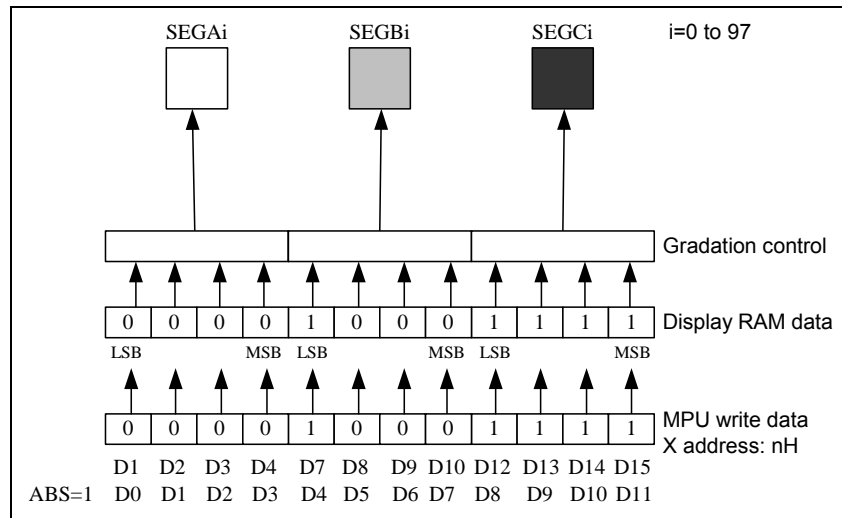 SEGAi SEGBi SEGCi i=0 to 97
Gradation control
0 0 0 0 1 0 0 0 1 1 1 1 Display RAM data
LSB MSB LSB MSB LSB MSB
0 0 0 0 1 0 0 0 1 1 1 1 MPU write data
X address: nH
D1 D2 D3 D4 D7 D8 D9 D10 D12 D13 D14 D15
ABS=1 D0 D1 D2 D3 D4 D5 D6 D7 D8 D9 D10 D11